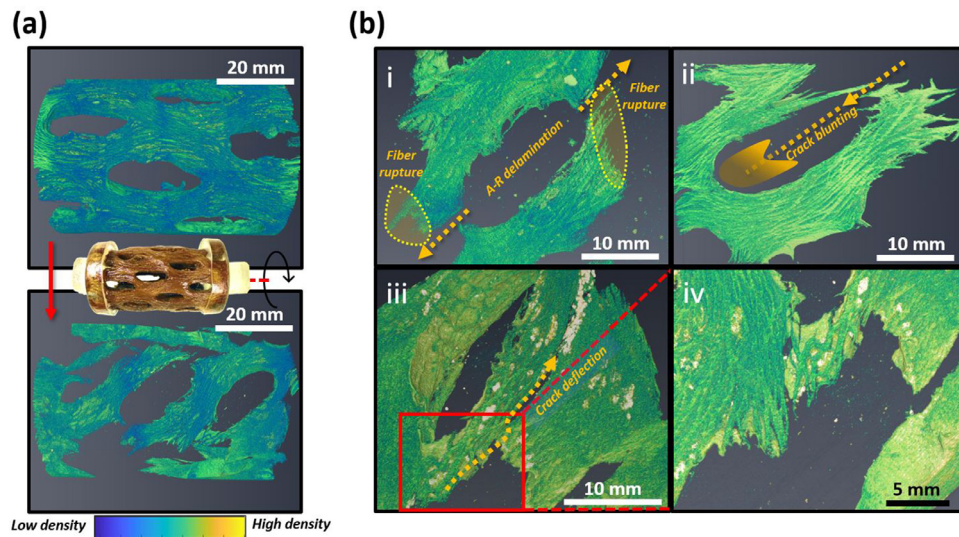 (a)
20 mm
20 mm
Low density
High density
(b)
i
Fiber
rupture
A-R delamination
Fiber
rupture
10 mm
ii
Crack blunting
10 mm
iii
Crack deflection
10 mm
iv
5 mm